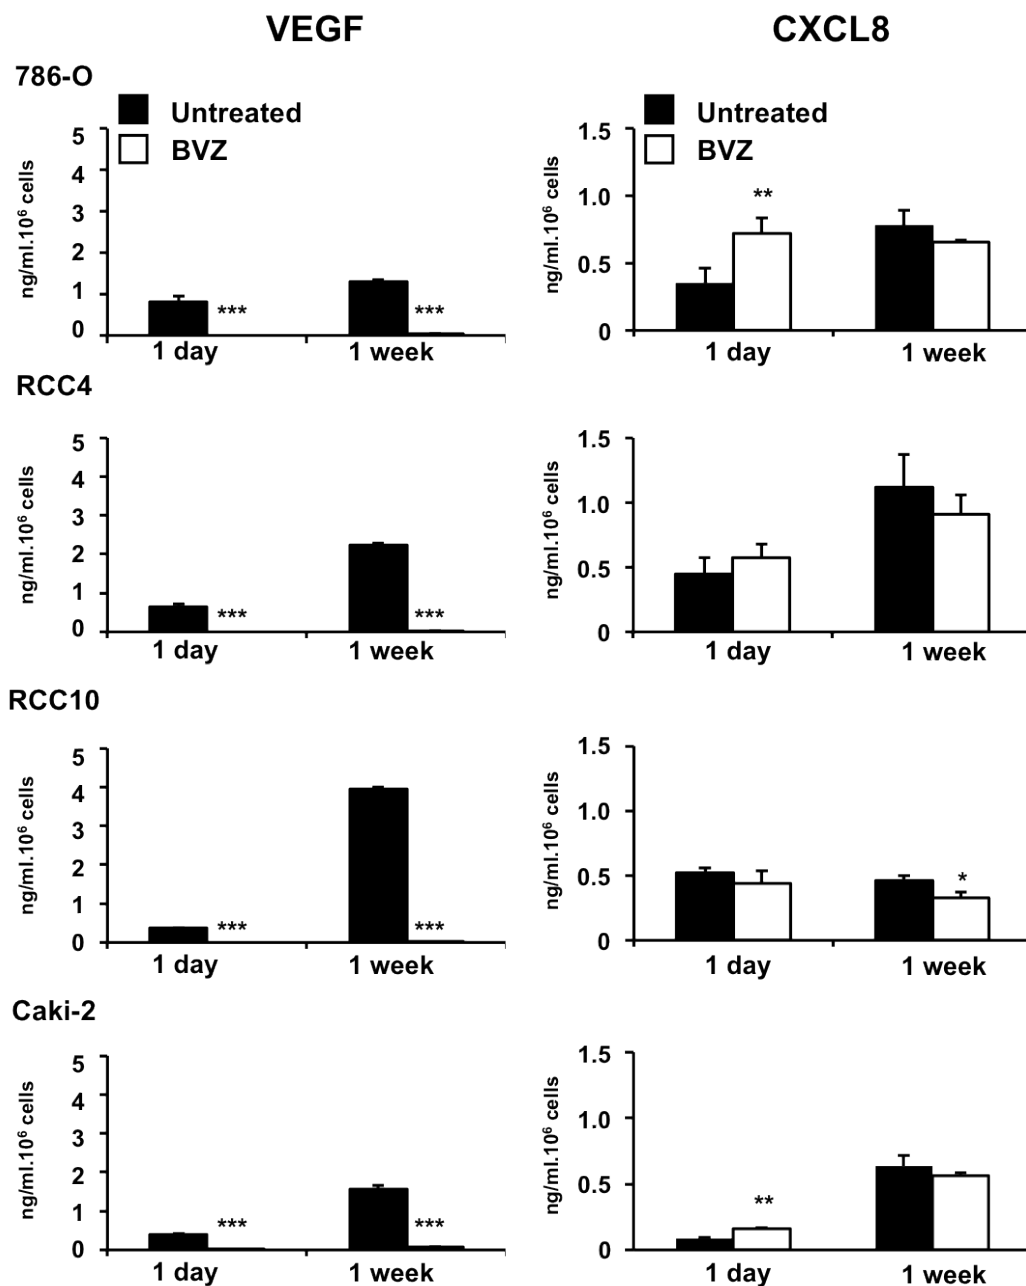 VEGF CXCL8
786-O
Untreated Untreated
BVZ BVZ
5
4
3
2
1
0
ng/ml.10⁶ cells
***
***
1 day 1 week
1.5
1.0
0.5
0
ng/ml.10⁶ cells
**
1 day 1 week
RCC4
5
4
3
2
1
0
ng/ml.10⁶ cells
***
***
1 day 1 week
1.5
1.0
0.5
0
ng/ml.10⁶ cells
1 day 1 week
RCC10
5
4
3
2
1
0
ng/ml.10⁶ cells
***
***
1 day 1 week
1.5
1.0
0.5
0
ng/ml.10⁶ cells
*
1 day 1 week
Caki-2
5
4
3
2
1
0
ng/ml.10⁶ cells
***
***
1 day 1 week
1.5
1.0
0.5
0
ng/ml.10⁶ cells
**
1 day 1 week